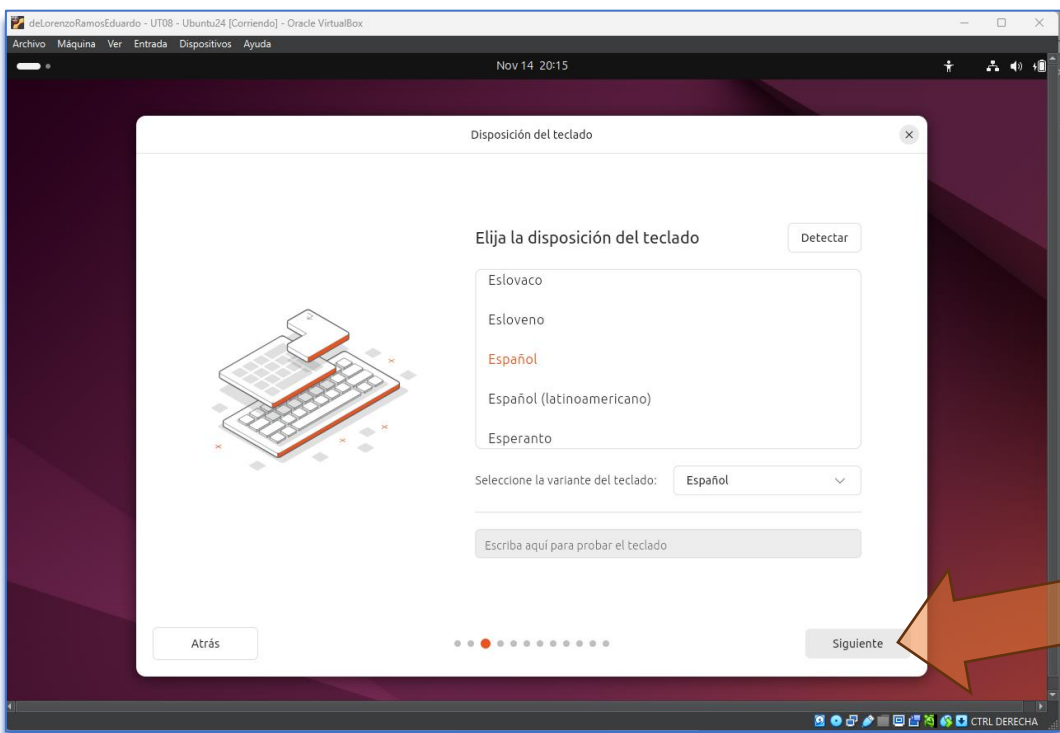 deLorenzoRamosEduardo - UT08 - Ubuntu24 [Corriendo] - Oracle VirtualBox
Archivo Máquina Ver Entrada Dispositivos Ayuda
Nov 14 20:15
Disposición del teclado
Elija la disposición del teclado
Detectar
Eslovaco
Esloveno
Español
Español (latinoamericano)
Esperanto
Seleccione la variante del teclado: Español
Escriba aquí para probar el teclado
Atrás
Siguiente
CTRL DERECHA